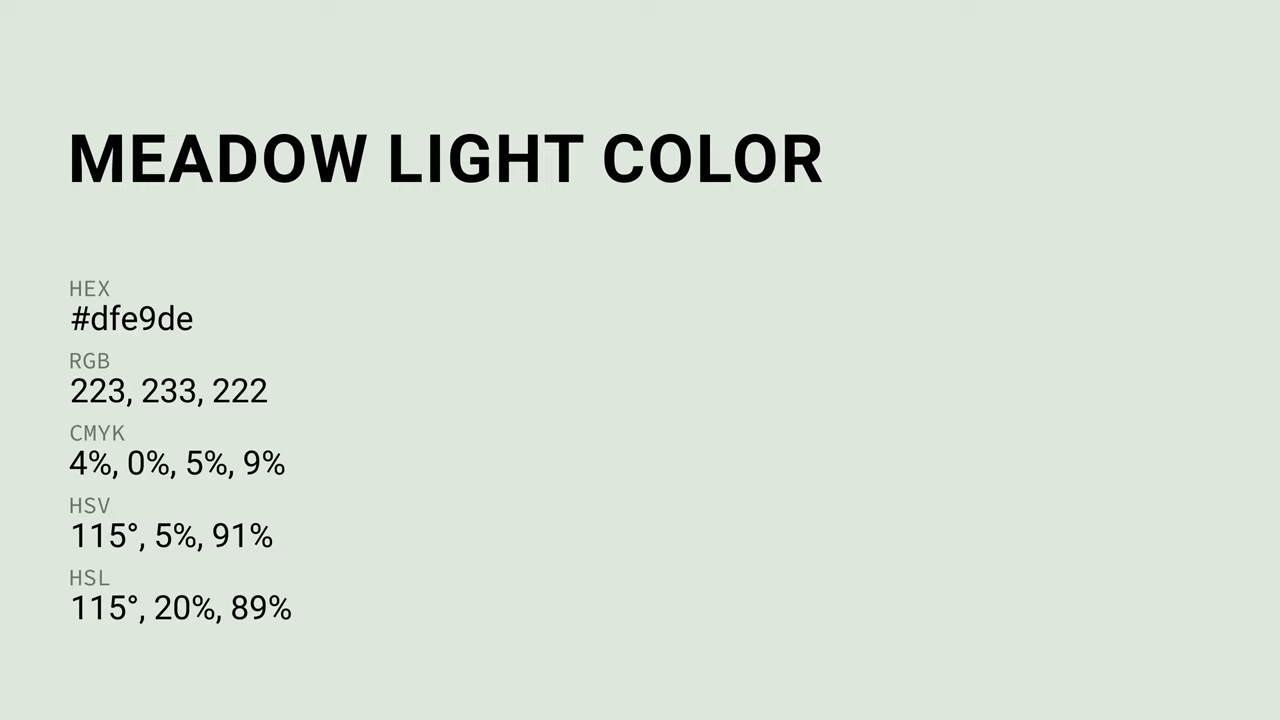 MEADOW LIGHT COLOR
HEX
#dfe9de
RGB
223, 233, 222
CMYK
4%, 0%, 5%, 9%
HSV
115°, 5%, 91%
HSL
115°, 20%, 89%